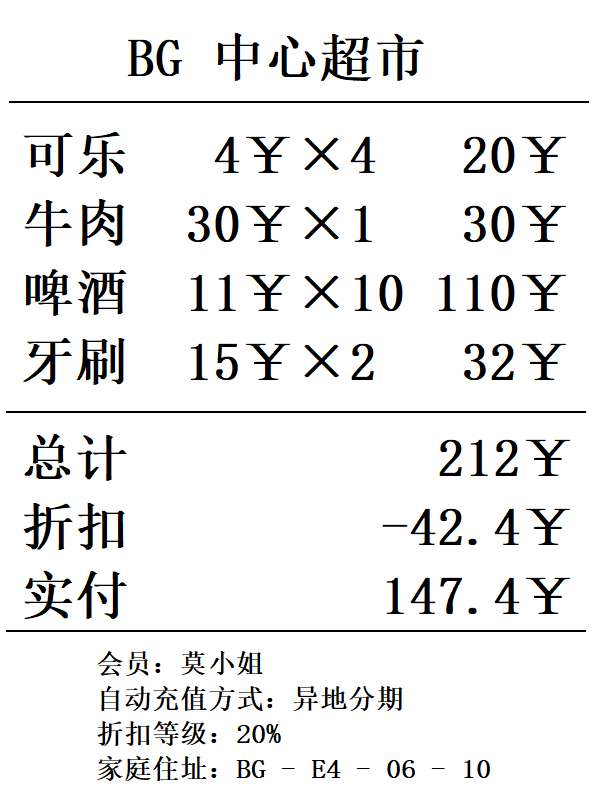 BG 中心超市
可乐 4¥×4 20¥
牛肉 30¥×1 30¥
啤酒 11¥×10 110¥
牙刷 15¥×2 32¥
总计 212¥
折扣 -42.4¥
实付 147.4¥
会员：莫小姐
自动充值方式：异地分期
折扣等级：20%
家庭住址：BG - E4 - 06 - 10